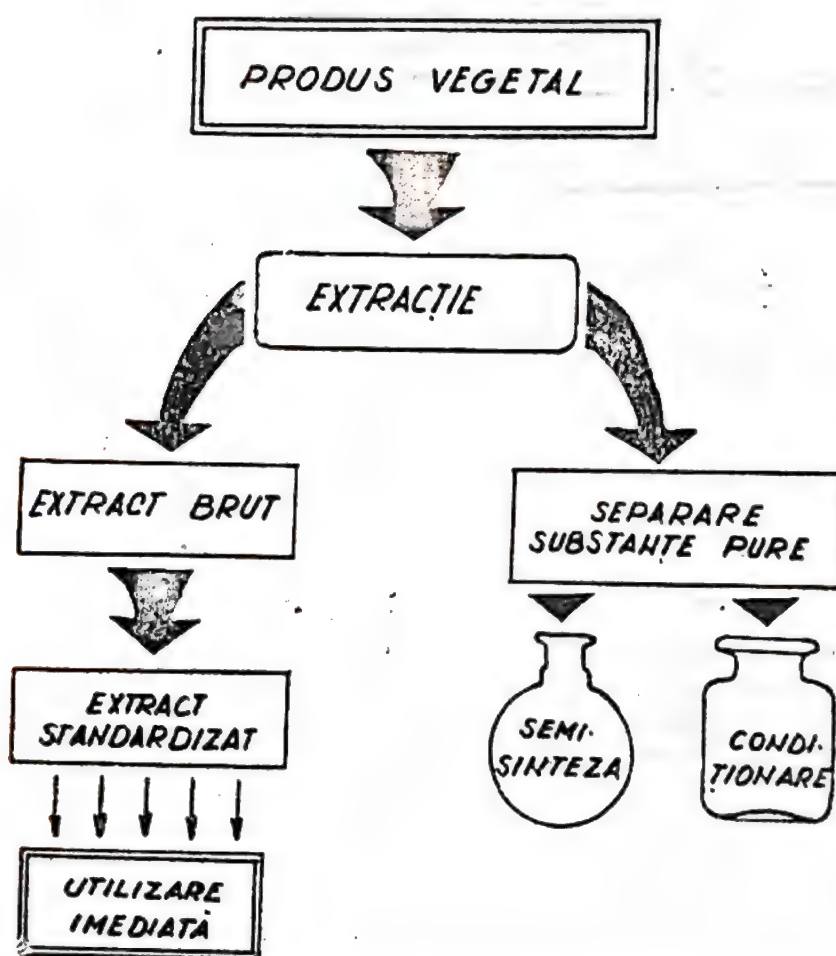 PRODUS VEGETAL
EXTRACȚIE
EXTRACT BRUT
SEPARARE
SUBSTANȚE PURE
EXTRACT
STANDARDIZAT
SEMI-
SINTEZA
CONDI-
ȚIONARE
UTILIZARE
IMEDIATĂ